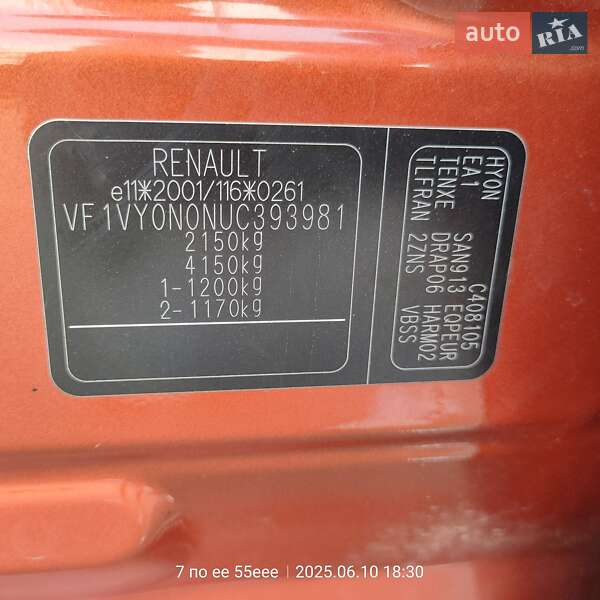 auto RIA
.com
RENAULT
e11*2001/116*0261
VF1VY0N0NUC393981
2150kg
4150kg
1-1200kg
2-1170kg
HYON C408105
EA1 SAN913 EQPEUR
TENXE DRAP06 HARM02
TLFRAN 2ZNS VBSS
7 по ее 55еее | 2025.06.10 18:30